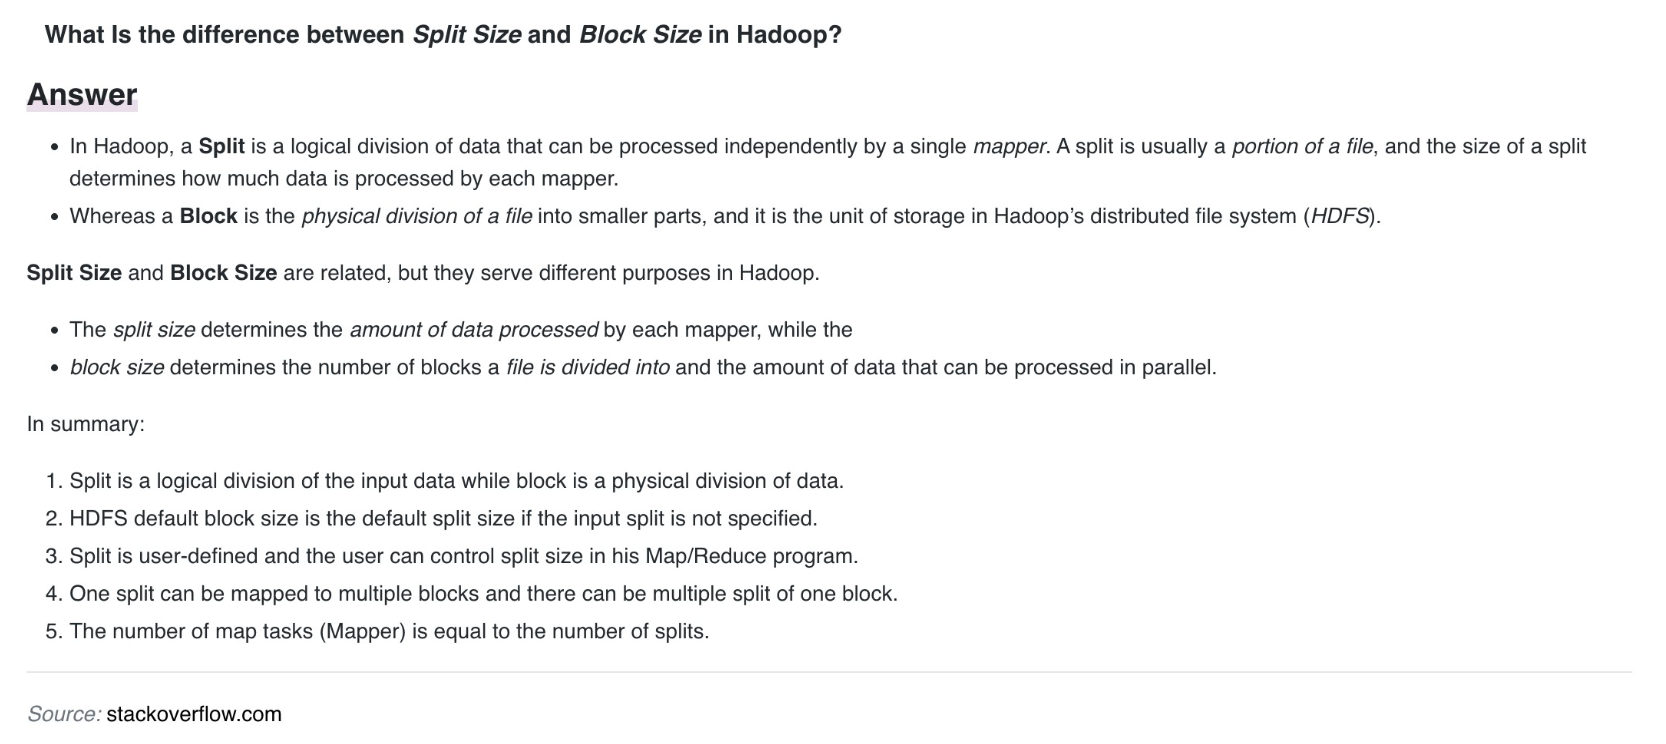 What Is the difference between Split Size and Block Size in Hadoop?
Answer
• In Hadoop, a Split is a logical division of data that can be processed independently by a single mapper. A split is usually a portion of a file, and the size of a split
determines how much data is processed by each mapper.
• Whereas a Block is the physical division of a file into smaller parts, and it is the unit of storage in Hadoop’s distributed file system (HDFS).
Split Size and Block Size are related, but they serve different purposes in Hadoop.
• The split size determines the amount of data processed by each mapper, while the
• block size determines the number of blocks a file is divided into and the amount of data that can be processed in parallel.
In summary:
1. Split is a logical division of the input data while block is a physical division of data.
2. HDFS default block size is the default split size if the input split is not specified.
3. Split is user-defined and the user can control split size in his Map/Reduce program.
4. One split can be mapped to multiple blocks and there can be multiple split of one block.
5. The number of map tasks (Mapper) is equal to the number of splits.
Source: stackoverflow.com